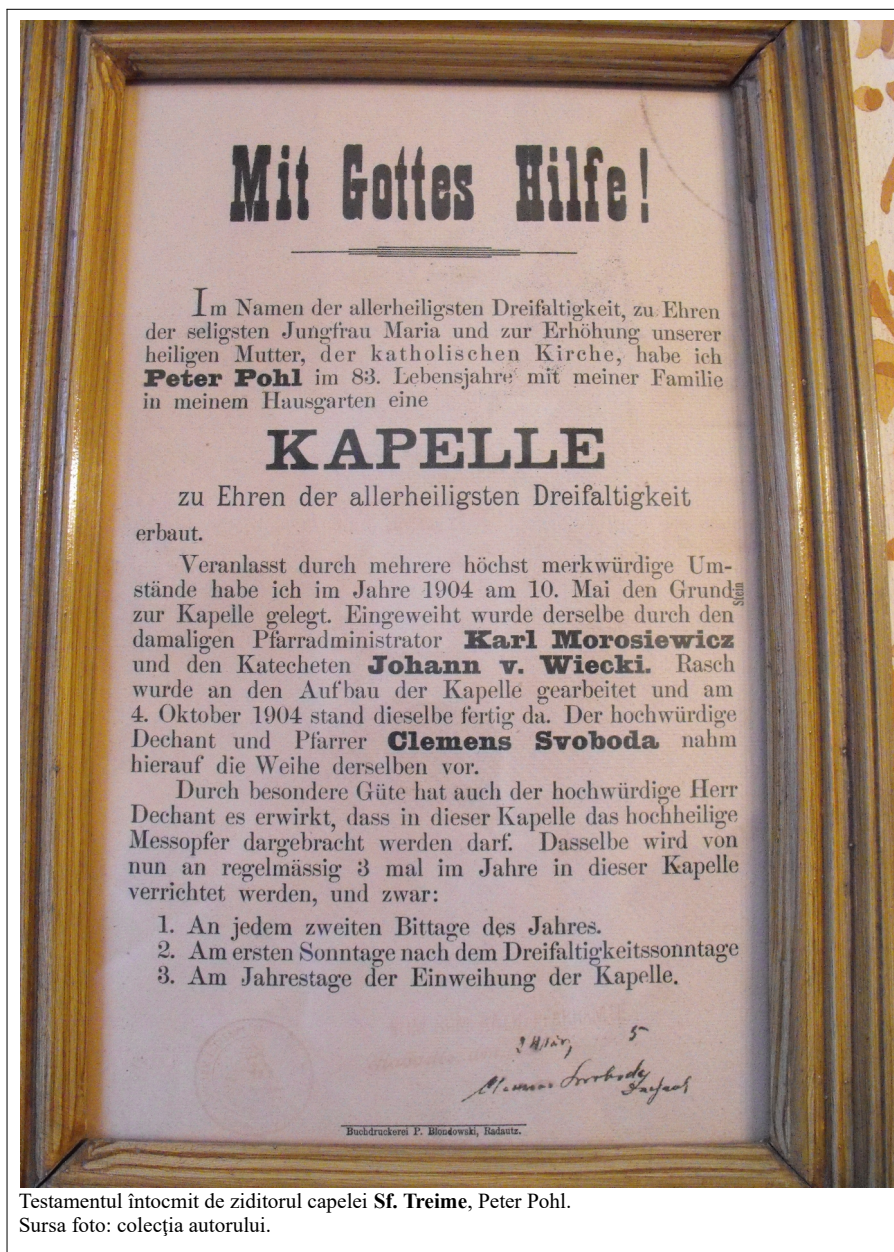 Mit Gottes Hilfe!
Im Namen der allerheiligsten Dreifaltigkeit, zu Ehren
der seligsten Jungfrau Maria und zur Erhöhung unserer
heiligen Mutter, der katholischen Kirche, habe ich
Peter Pohl im 83. Lebensjahre mit meiner Familie
in meinem Hausgarten eine
KAPELLE
zu Ehren der allerheiligsten Dreifaltigkeit
erbaut.
Veranlasst durch mehrere höchst merkwürdige Um-
stände habe ich im Jahre 1904 am 10. Mai den Grund
Stein
zur Kapelle gelegt. Eingeweiht wurde derselbe durch den
damaligen Pfarradministrator Karl Morosiewicz
und den Katecheten Johann v. Wiecki. Rasch
wurde an den Aufbau der Kapelle gearbeitet und am
4. Oktober 1904 stand dieselbe fertig da. Der hochwürdige
Dechant und Pfarrer Clemens Svoboda nahm
hierauf die Weihe derselben vor.
Durch besondere Güte hat auch der hochwürdige Herr
Dechant es erwirkt, dass in dieser Kapelle das hochheilige
Messopfer dargebracht werden darf. Dasselbe wird von
nun an regelmässig 3 mal im Jahre in dieser Kapelle
verrichtet werden, und zwar:
1. An jedem zweiten Bittage des Jahres.
2. Am ersten Sonntage nach dem Dreifaltigkeitssonntage
3. Am Jahrestage der Einweihung der Kapelle.
5
Clemens Svoboda
Buchdruckerei P. Blondowski, Radautz.
Testamentul întocmit de ziditorul capelei Sf. Treime, Peter Pohl.
Sursa foto: colecţia autorului.